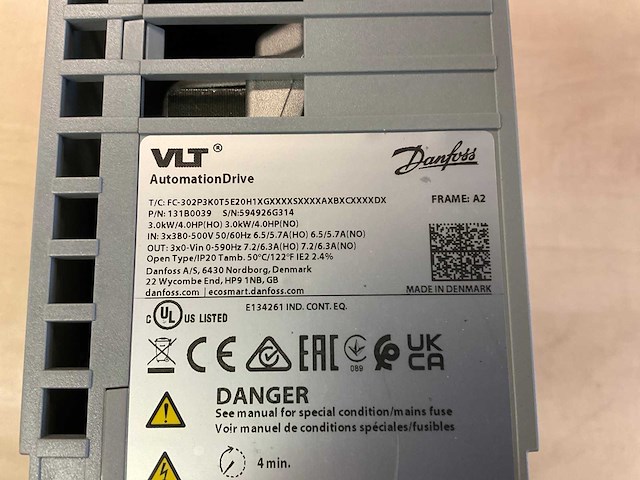 VLT ®
Danfoss
AutomationDrive
T/C: FC-302P3K0T5E20H1XGXXXXSXXXXAXBXCXXXXDX
FRAME: A2
P/N: 131B0039 S/N:594926G314
3.0kW/4.0HP(HO) 3.0kW/4.0HP(NO)
IN: 3x380-500V 50/60Hz 6.5/5.7A(HO) 6.5/5.7A(NO)
OUT: 3x0-Vin 0-590Hz 7.2/6.3A(HO) 7.2/6.3A(NO)
Open Type/IP20 Tamb. 50°C/122°F IE2 2.4%
Danfoss A/S, 6430 Nordborg, Denmark
22 Wycombe End, HP9 1NB, GB
danfoss.com | ecosmart.danfoss.com
MADE IN DENMARK
c UL US LISTED
E134261 IND. CONT. EQ.
CE EAC 089 UK CA
DANGER
See manual for special condition/mains fuse
Voir manuel de conditions spéciales/fusibles
4 min.